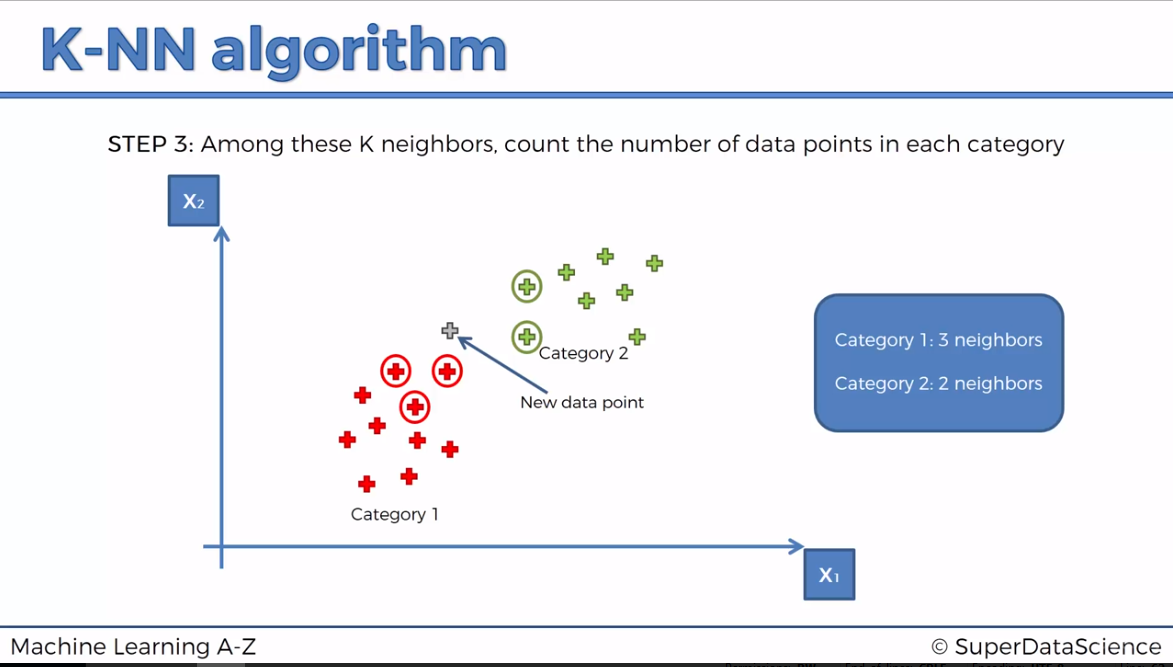 K-NN algorithm
STEP 3: Among these K neighbors, count the number of data points in each category
X2
Category 1: 3 neighbors
Category 2
Category 2: 2 neighbors
New data point
Category 1
X1
Machine Learning A-Z
© SuperDataScience